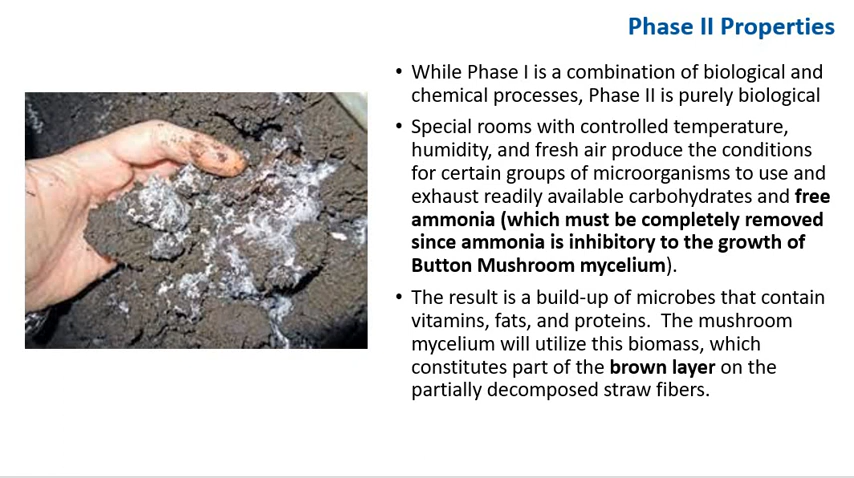 Phase II Properties
• While Phase I is a combination of biological and
chemical processes, Phase II is purely biological
• Special rooms with controlled temperature,
humidity, and fresh air produce the conditions
for certain groups of microorganisms to use and
exhaust readily available carbohydrates and free
ammonia (which must be completely removed
since ammonia is inhibitory to the growth of
Button Mushroom mycelium).
• The result is a build-up of microbes that contain
vitamins, fats, and proteins.  The mushroom
mycelium will utilize this biomass, which
constitutes part of the brown layer on the
partially decomposed straw fibers.